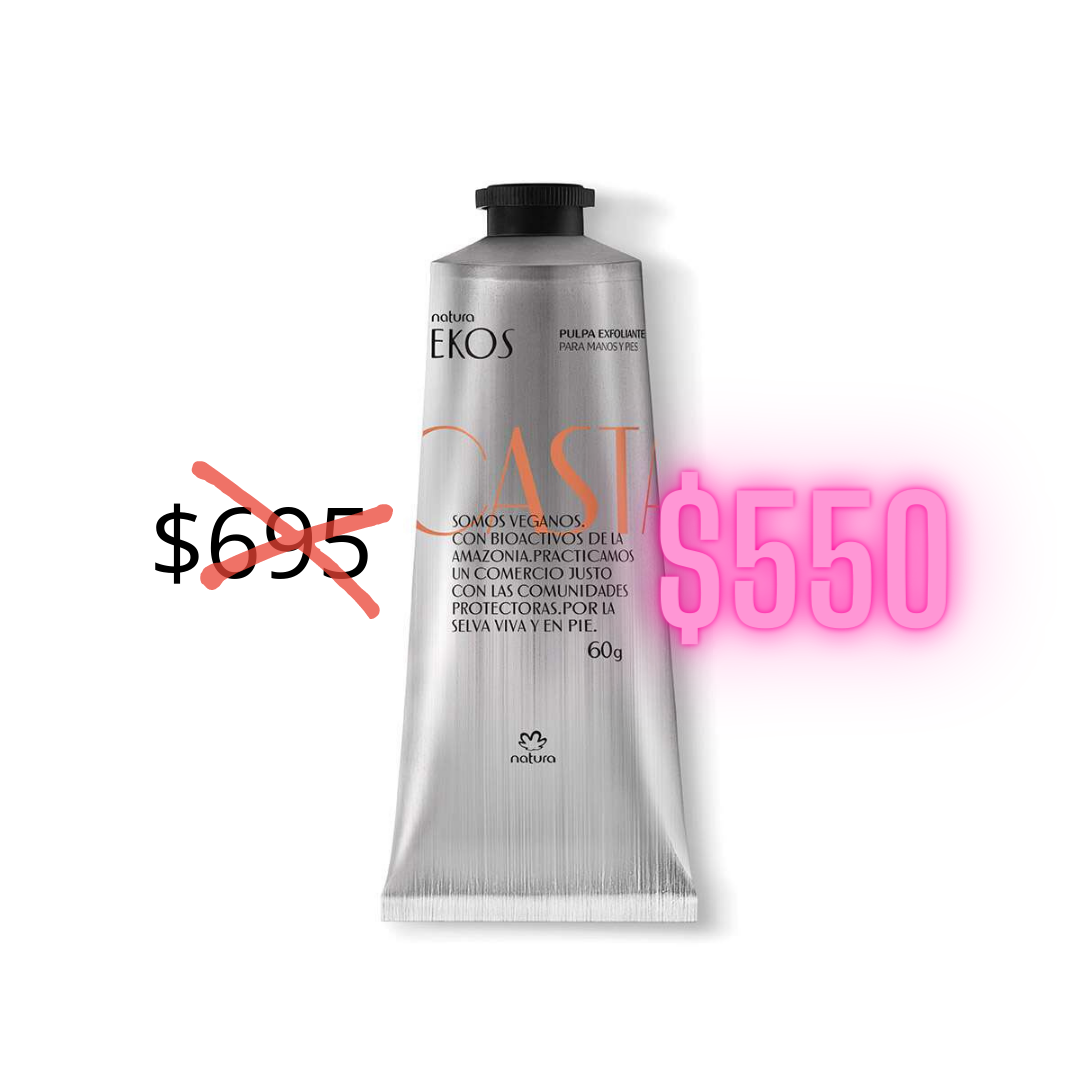 natura
EKOS
PULPA EXFOLIANTE
PARA MANOS Y PIES
CASTA
$695
$550
SOMOS VEGANOS.
CON BIOACTIVOS DE LA
AMAZONIA.PRACTICAMOS
UN COMERCIO JUSTO
CON LAS COMUNIDADES
PROTECTORAS.POR LA
SELVA VIVA Y EN PIE.
60g
natura